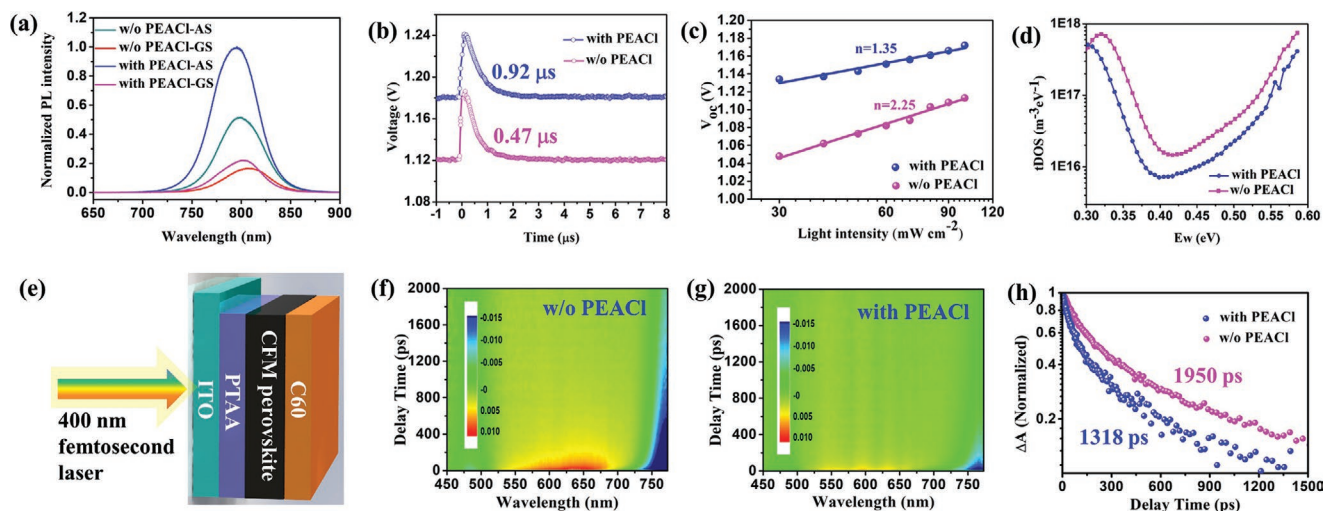 (a)
Normalized PL intensity
1.2
1.0
0.8
0.6
0.4
0.2
0.0
w/o PEACl-AS
w/o PEACl-GS
with PEACl-AS
with PEACl-GS
650 700 750 800 850 900
Wavelength (nm)
(b)
Voltage (V)
1.28
1.24
1.20
1.16
1.12
1.08
with PEACl
w/o PEACl
0.92 μs
0.47 μs
-1 0 1 2 3 4 5 6 7 8
Time (μs)
(c)
Voc (V)
1.20
1.18
1.16
1.14
1.12
1.10
1.08
1.06
1.04
1.02
1.00
n=1.35
n=2.25
with PEACl
w/o PEACl
30 60 90 120
Light intensity (mW cm⁻²)
(d)
tDOS (m⁻³eV⁻¹)
1E18
1E17
1E16
with PEACl
w/o PEACl
0.30 0.35 0.40 0.45 0.50 0.55 0.60
Ew (eV)
(e)
400 nm
femtosecond
laser
ITO
PTAA
CFM perovskite
C60
(f)
Delay Time (ps)
2000
1600
1200
800
400
0
w/o PEACl
-0.015
-0.010
-0.005
-0
0.005
0.010
450 500 550 600 650 700 750
Wavelength (nm)
(g)
Delay Time (ps)
2000
1600
1200
800
400
0
with PEACl
-0.015
-0.010
-0.005
-0
0.005
0.010
450 500 550 600 650 700 750
Wavelength (nm)
(h)
ΔA (Normalized)
1
0.8
0.6
0.4
0.2
with PEACl
w/o PEACl
1950 ps
1318 ps
0 300 600 900 1200 1500
Delay Time (ps)